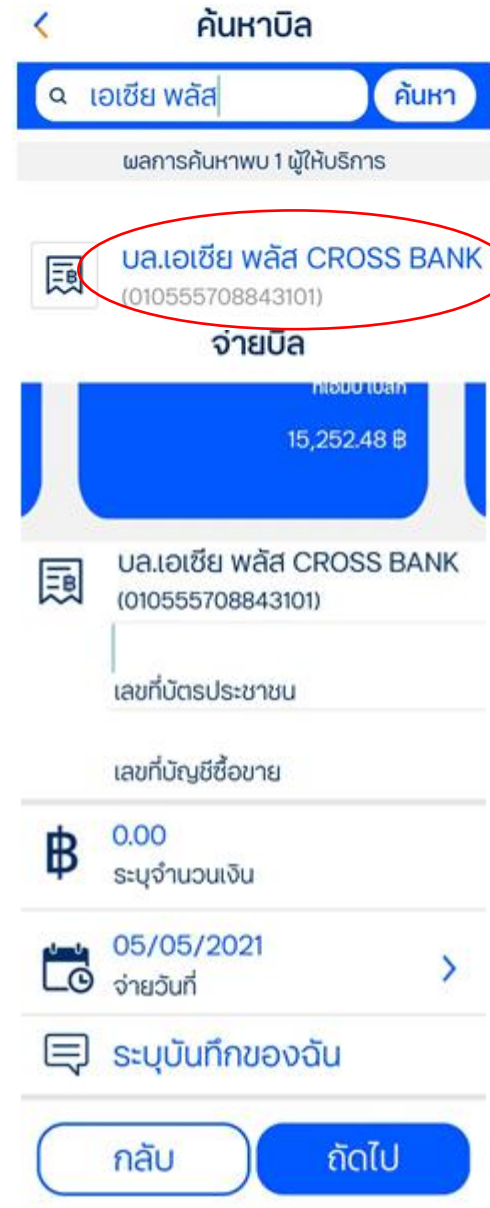 ค้นหาบิล
เอเซีย พลัส
ค้นหา
ผลการค้นหาพบ 1 ผู้ให้บริการ
บล.เอเซีย พลัส CROSS BANK
(010555708843101)
จ่ายบิล
15,252.48 ฿
บล.เอเซีย พลัส CROSS BANK
(010555708843101)
เลขที่บัตรประชาชน
เลขที่บัญชีซื้อขาย
฿ 0.00
ระบุจำนวนเงิน
05/05/2021
จ่ายวันที่
ระบุบันทึกของฉัน
กลับ
ถัดไป